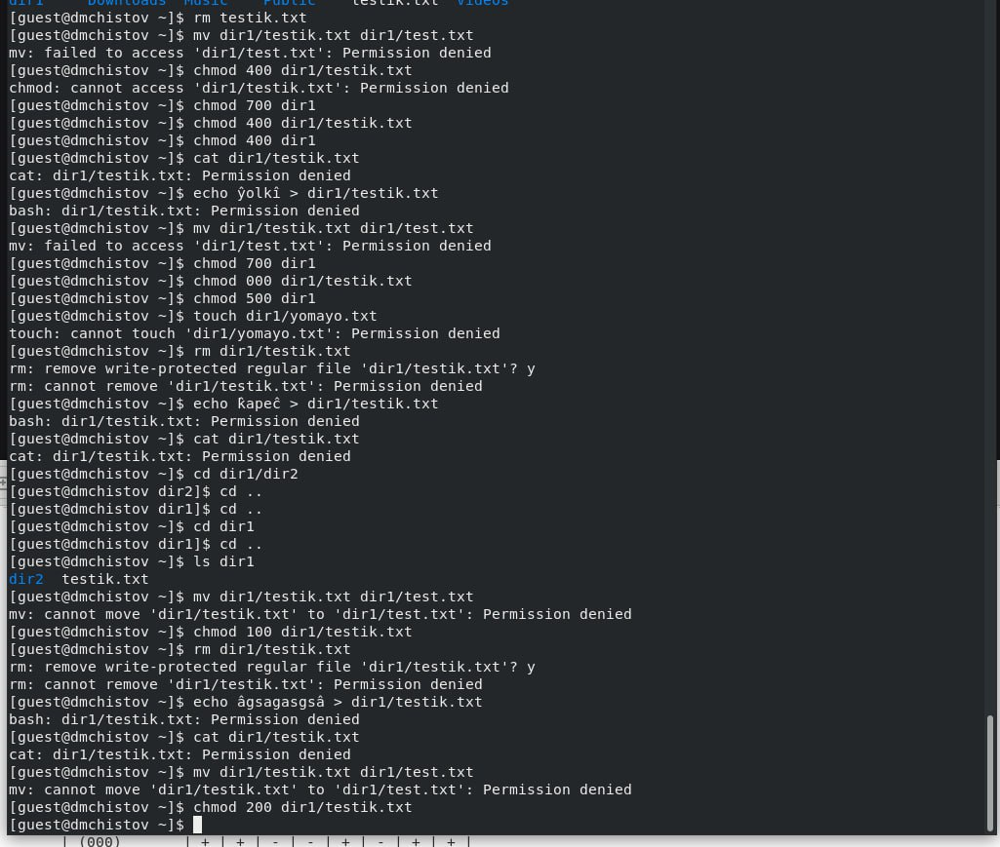 dir1     Downloads  Music    Public    testik.txt  Videos
[guest@dmchistov ~]$ rm testik.txt
[guest@dmchistov ~]$ mv dir1/testik.txt dir1/test.txt
mv: failed to access 'dir1/test.txt': Permission denied
[guest@dmchistov ~]$ chmod 400 dir1/testik.txt
chmod: cannot access 'dir1/testik.txt': Permission denied
[guest@dmchistov ~]$ chmod 700 dir1
[guest@dmchistov ~]$ chmod 400 dir1/testik.txt
[guest@dmchistov ~]$ chmod 400 dir1
[guest@dmchistov ~]$ cat dir1/testik.txt
cat: dir1/testik.txt: Permission denied
[guest@dmchistov ~]$ echo ŷolkî > dir1/testik.txt
bash: dir1/testik.txt: Permission denied
[guest@dmchistov ~]$ mv dir1/testik.txt dir1/test.txt
mv: failed to access 'dir1/test.txt': Permission denied
[guest@dmchistov ~]$ chmod 700 dir1
[guest@dmchistov ~]$ chmod 000 dir1/testik.txt
[guest@dmchistov ~]$ chmod 500 dir1
[guest@dmchistov ~]$ touch dir1/yomayo.txt
touch: cannot touch 'dir1/yomayo.txt': Permission denied
[guest@dmchistov ~]$ rm dir1/testik.txt
rm: remove write-protected regular file 'dir1/testik.txt'? y
rm: cannot remove 'dir1/testik.txt': Permission denied
[guest@dmchistov ~]$ echo k̂apeĉ > dir1/testik.txt
bash: dir1/testik.txt: Permission denied
[guest@dmchistov ~]$ cat dir1/testik.txt
cat: dir1/testik.txt: Permission denied
[guest@dmchistov ~]$ cd dir1/dir2
[guest@dmchistov dir2]$ cd ..
[guest@dmchistov dir1]$ cd ..
[guest@dmchistov ~]$ cd dir1
[guest@dmchistov dir1]$ cd ..
[guest@dmchistov ~]$ ls dir1
dir2  testik.txt
[guest@dmchistov ~]$ mv dir1/testik.txt dir1/test.txt
mv: cannot move 'dir1/testik.txt' to 'dir1/test.txt': Permission denied
[guest@dmchistov ~]$ chmod 100 dir1/testik.txt
[guest@dmchistov ~]$ rm dir1/testik.txt
rm: remove write-protected regular file 'dir1/testik.txt'? y
rm: cannot remove 'dir1/testik.txt': Permission denied
[guest@dmchistov ~]$ echo âgsagasgsâ > dir1/testik.txt
bash: dir1/testik.txt: Permission denied
[guest@dmchistov ~]$ cat dir1/testik.txt
cat: dir1/testik.txt: Permission denied
[guest@dmchistov ~]$ mv dir1/testik.txt dir1/test.txt
mv: cannot move 'dir1/testik.txt' to 'dir1/test.txt': Permission denied
[guest@dmchistov ~]$ chmod 200 dir1/testik.txt
[guest@dmchistov ~]$
| (000)       | + | + | - | - | + | - | + | + |